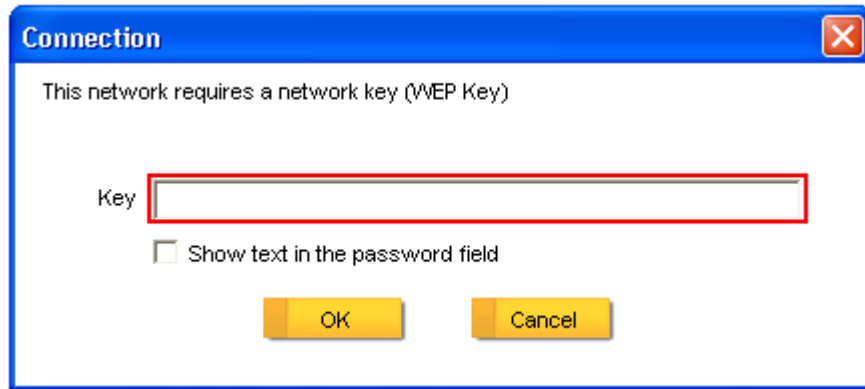 Connection
This network requires a network key (WEP Key)
Key
Show text in the password field
OK
Cancel